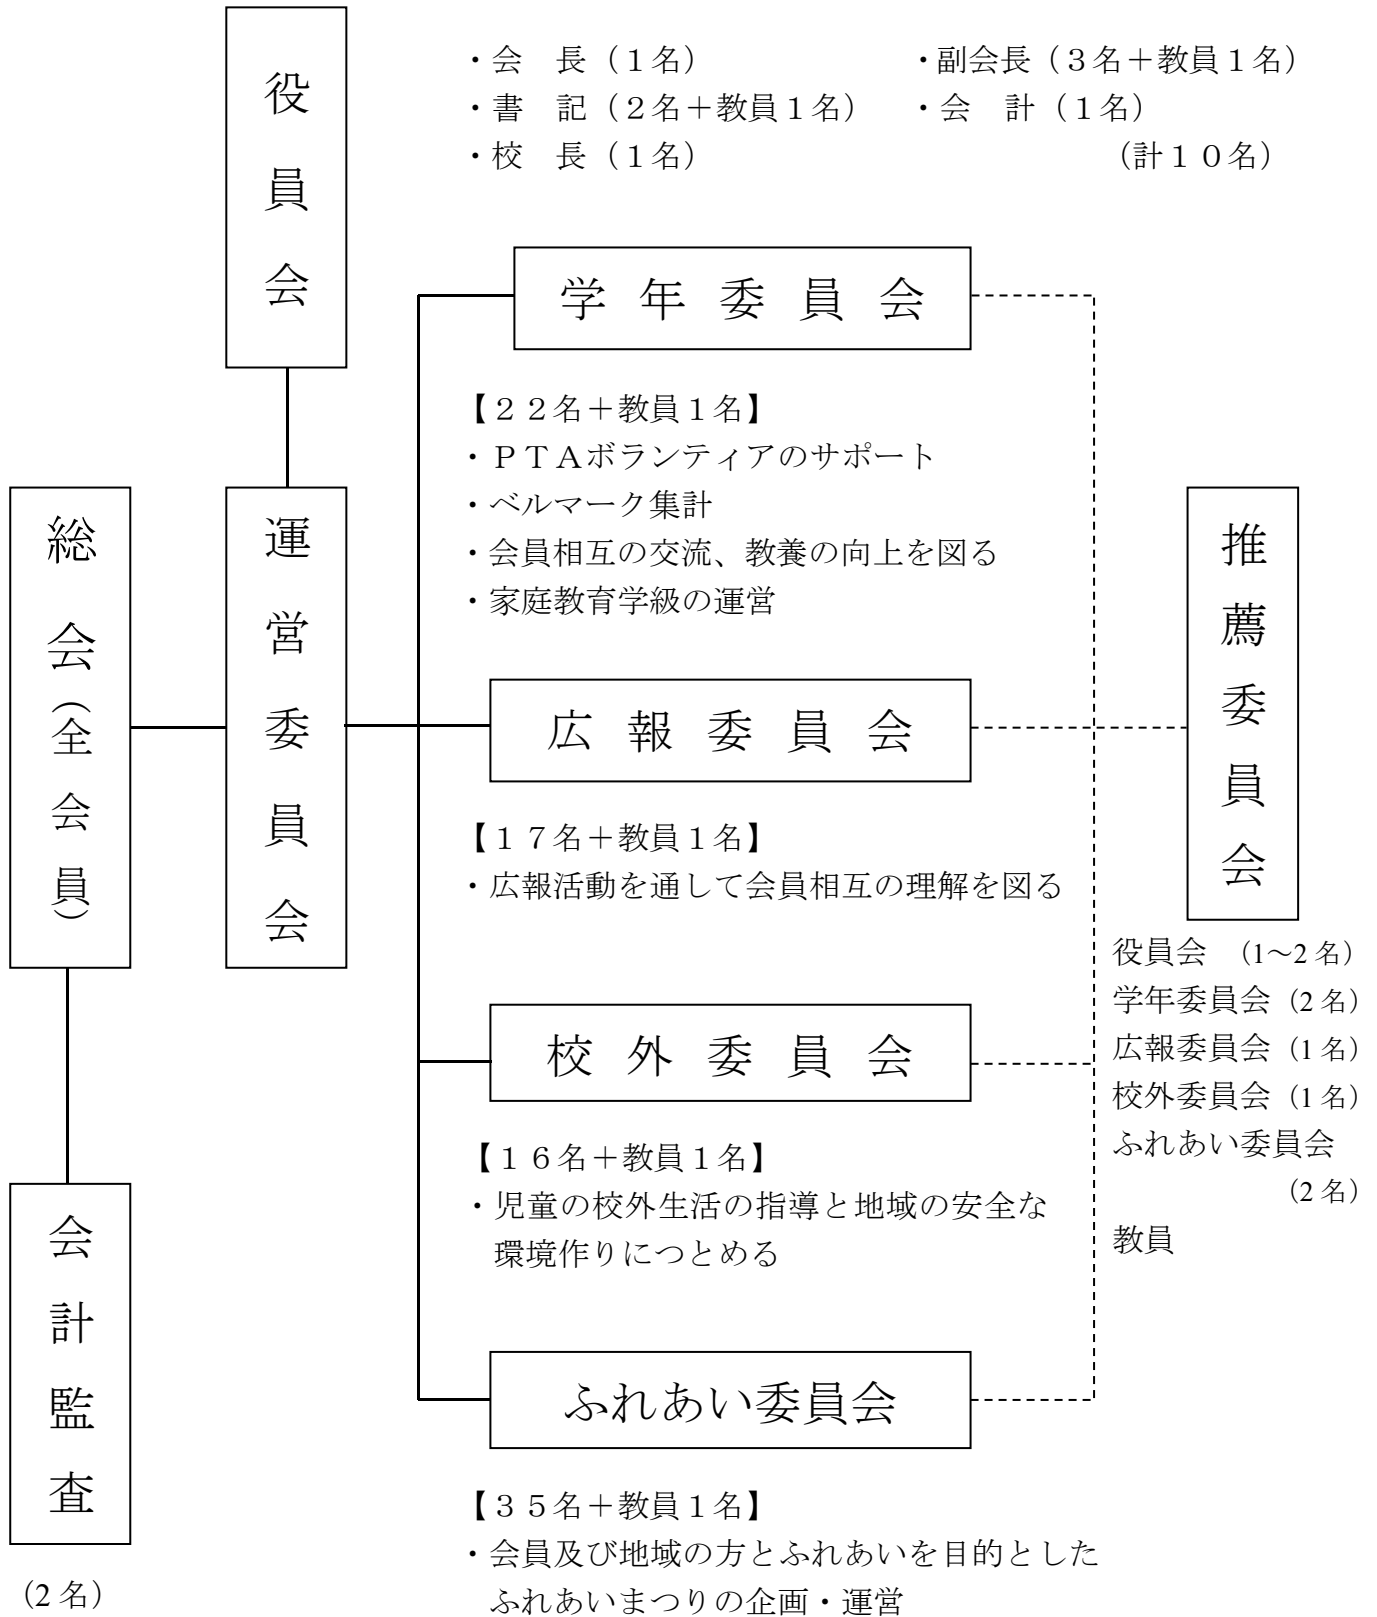 役員会
・会　長（１名）　　　　　　・副会長（３名＋教員１名）
・書　記（２名＋教員１名）　・会　計（１名）
・校　長（１名）　　　　　　　　　　　　（計１０名）
学年委員会
【２２名＋教員１名】
・ＰＴＡボランティアのサポート
・ベルマーク集計
・会員相互の交流、教養の向上を図る
・家庭教育学級の運営
総会（全会員）
運営委員会
広報委員会
【１７名＋教員１名】
・広報活動を通して会員相互の理解を図る
校外委員会
【１６名＋教員１名】
・児童の校外生活の指導と地域の安全な
環境作りにつとめる
ふれあい委員会
【３５名＋教員１名】
・会員及び地域の方とふれあいを目的とした
ふれあいまつりの企画・運営
推薦委員会
役員会　（1～2名）
学年委員会（2名）
広報委員会（1名）
校外委員会（1名）
ふれあい委員会
（2名）
教員
会計監査
（2名）